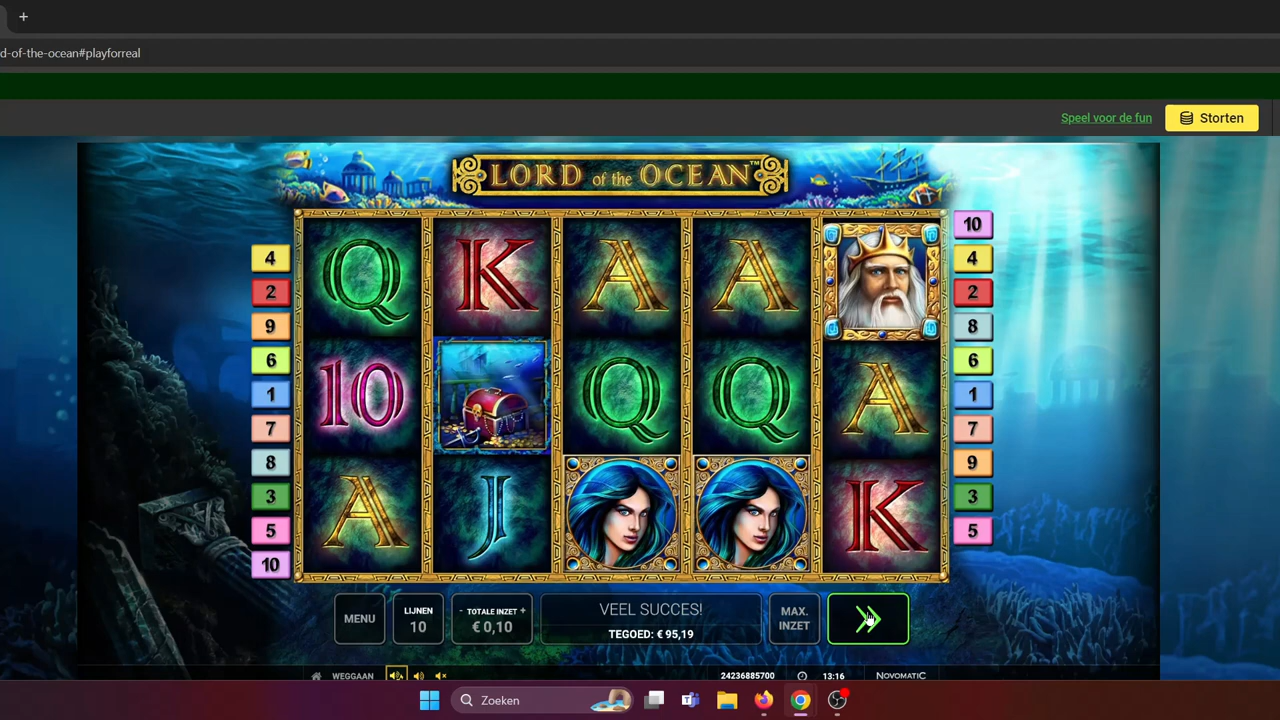 +
d-of-the-ocean#playforreal
Speel voor de fun
Storten
LORD of the OCEAN™
10
4
4
2
2
9
8
6
6
1
1
7
7
8
9
3
3
5
5
10
Q K A A
10 Q Q A
A J K
MENU
LIJNEN
10
- TOTALE INZET +
€ 0,10
VEEL SUCCES!
TEGOED: € 95,19
MAX.
INZET
WEGGAAN
24236885700
13:16
NOVOMATIC
Zoeken